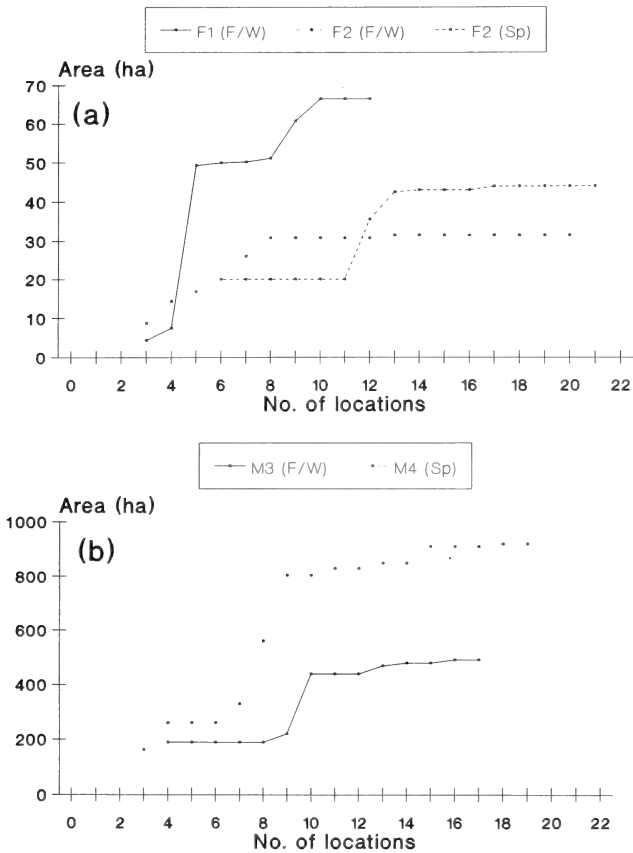 F1 (F/W) F2 (F/W) F2 (Sp)
Area (ha)
(a)
70
60
50
40
30
20
10
0
0 2 4 6 8 10 12 14 16 18 20 22
No. of locations
M3 (F/W) M4 (Sp)
Area (ha)
(b)
1000
800
600
400
200
0
0 2 4 6 8 10 12 14 16 18 20 22
No. of locations